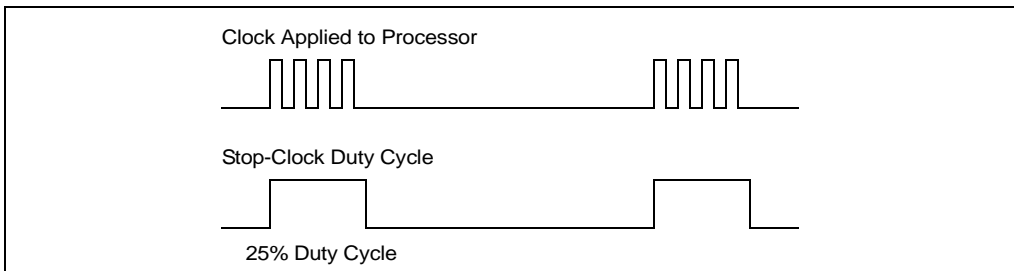 Clock Applied to Processor
Stop-Clock Duty Cycle
25% Duty Cycle